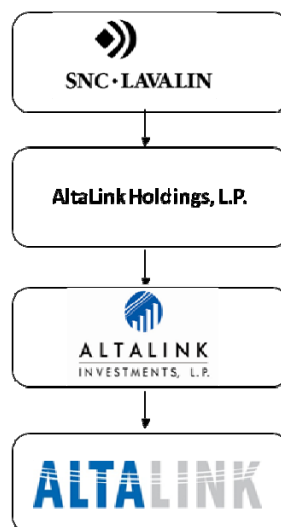 SNC·LAVALIN
AltaLink Holdings, L.P.
ALTALINK
INVESTMENTS, L.P.
ALTALINK